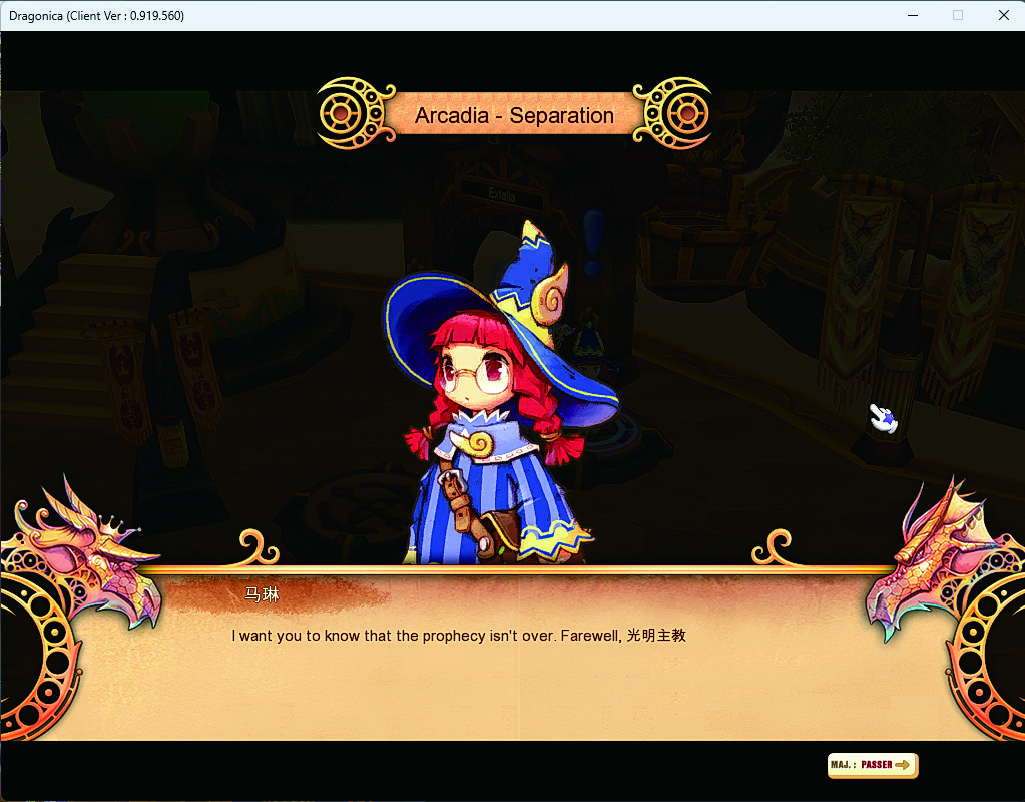 Dragonica (Client Ver : 0.919.560)
Arcadia - Separation
Extella
马琳
I want you to know that the prophecy isn't over. Farewell, 光明主教
MAJ. : PASSER